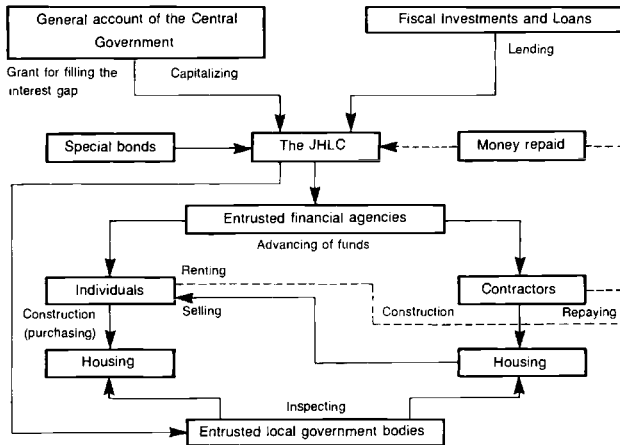 General account of the Central
Government
Fiscal Investments and Loans
Grant for filling the
interest gap
Capitalizing
Lending
Special bonds
The JHLC
Money repaid
Entrusted financial agencies
Advancing of funds
Renting
Individuals
Contractors
Construction
(purchasing)
Selling
Construction
Repaying
Housing
Housing
Inspecting
Entrusted local government bodies